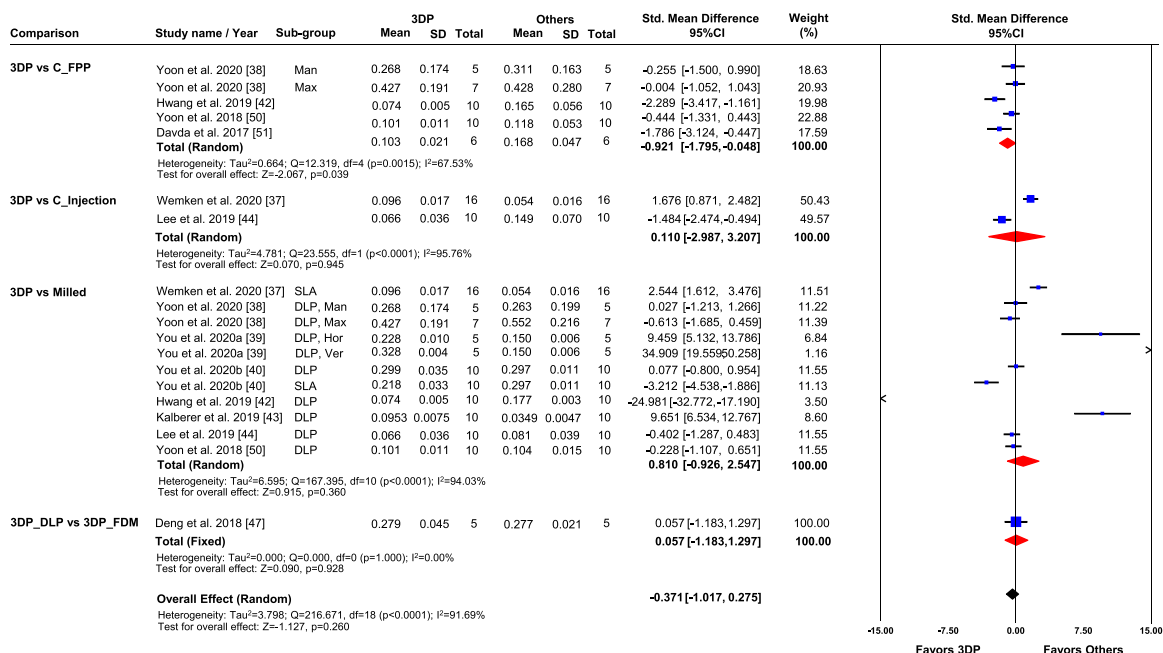 3DP Others Std. Mean Difference Weight Std. Mean Difference
Comparison Study name / Year Sub-group Mean SD Total Mean SD Total 95%CI (%) 95%CI
3DP vs C_FPP Yoon et al. 2020 [38] Man 0.268 0.174 5 0.311 0.163 5 -0.255 [-1.500, 0.990) 18.63
Yoon et al. 2020 [38] Max 0.427 0.191 7 0.428 0.280 7 -0.004 [-1.052, 1.043) 20.93
Hwang et al. 2019 [42] 0.074 0.005 10 0.165 0.056 10 -2.289 [-3.417, -1.161) 19.98
Yoon et al. 2018 [50] 0.101 0.011 10 0.118 0.053 10 -0.444 [-1.331, 0.443) 22.88
Davda et al. 2017 [51] 0.103 0.021 6 0.168 0.047 6 -1.786 [-3.124, -0.447) 17.59
Total (Random) -0.921 [-1.795, -0.048) 100.00
Heterogeneity: Tau²=0.664; Q=12.319, df=4 (p=0.0015); I²=67.53%
Test for overall effect: Z=-2.067, p=0.039
3DP vs C_Injection Wemken et al. 2020 [37] 0.096 0.017 16 0.054 0.016 16 1.676 [0.871, 2.482] 50.43
Lee et al. 2019 [44] 0.066 0.036 10 0.149 0.070 10 -1.484 [-2.474,-0.494) 49.57
Total (Random) 0.110 [-2.987, 3.207) 100.00
Heterogeneity: Tau²=4.781; Q=23.555, df=1 (p<0.0001); I²=95.76%
Test for overall effect: Z=0.070, p=0.945
3DP vs Milled Wemken et al. 2020 [37] SLA 0.096 0.017 16 0.054 0.016 16 2.544 [1.612, 3.476] 11.51
Yoon et al. 2020 [38] DLP, Man 0.268 0.174 5 0.263 0.199 5 0.027 [-1.213, 1.266] 11.22
Yoon et al. 2020 [38] DLP, Max 0.427 0.191 7 0.552 0.216 7 -0.613 [-1.685, 0.459] 11.39
You et al. 2020a [39] DLP, Hor 0.228 0.010 5 0.150 0.006 5 9.459 [5.132, 13.786] 6.84
You et al. 2020a [39] DLP, Ver 0.328 0.004 5 0.150 0.006 5 34.909 [19.55950.258] 1.16
You et al. 2020b [40] DLP 0.299 0.035 10 0.297 0.011 10 0.077 [-0.800, 0.954] 11.55
You et al. 2020b [40] SLA 0.218 0.033 10 0.297 0.011 10 -3.212 [-4.538,-1.886] 11.13
Hwang et al. 2019 [42] DLP 0.074 0.005 10 0.177 0.003 10 -24.981 [-32.772,-17.190] 3.50
Kalberer et al. 2019 [43] DLP 0.0953 0.0075 10 0.0349 0.0047 10 9.651 [6.534, 12.767] 8.60
Lee et al. 2019 [44] DLP 0.066 0.036 10 0.081 0.039 10 -0.402 [-1.287, 0.483] 11.55
Yoon et al. 2018 [50] DLP 0.101 0.011 10 0.104 0.015 10 -0.228 [-1.107, 0.651] 11.55
Total (Random) 0.810 [-0.926, 2.547] 100.00
Heterogeneity: Tau²=6.595; Q=167.395, df=10 (p<0.0001); I²=94.03%
Test for overall effect: Z=0.915, p=0.360
3DP_DLP vs 3DP_FDM Deng et al. 2018 [47] 0.279 0.045 5 0.277 0.021 5 0.057 [-1.183,1.297] 100.00
Total (Fixed) 0.057 [-1.183,1.297] 100.00
Heterogeneity: Tau²=0.000; Q=0.000, df=0 (p=1.000); I²=0.00%
Test for overall effect: Z=0.090, p=0.928
Overall Effect (Random) -0.371 [-1.017, 0.275]
Heterogeneity: Tau²=3.798; Q=216.671, df=18 (p<0.0001); I²=91.69%
Test for overall effect: Z=-1.127, p=0.260
-15.00 -7.50 0.00 7.50 15.00
Favors 3DP Favors Others